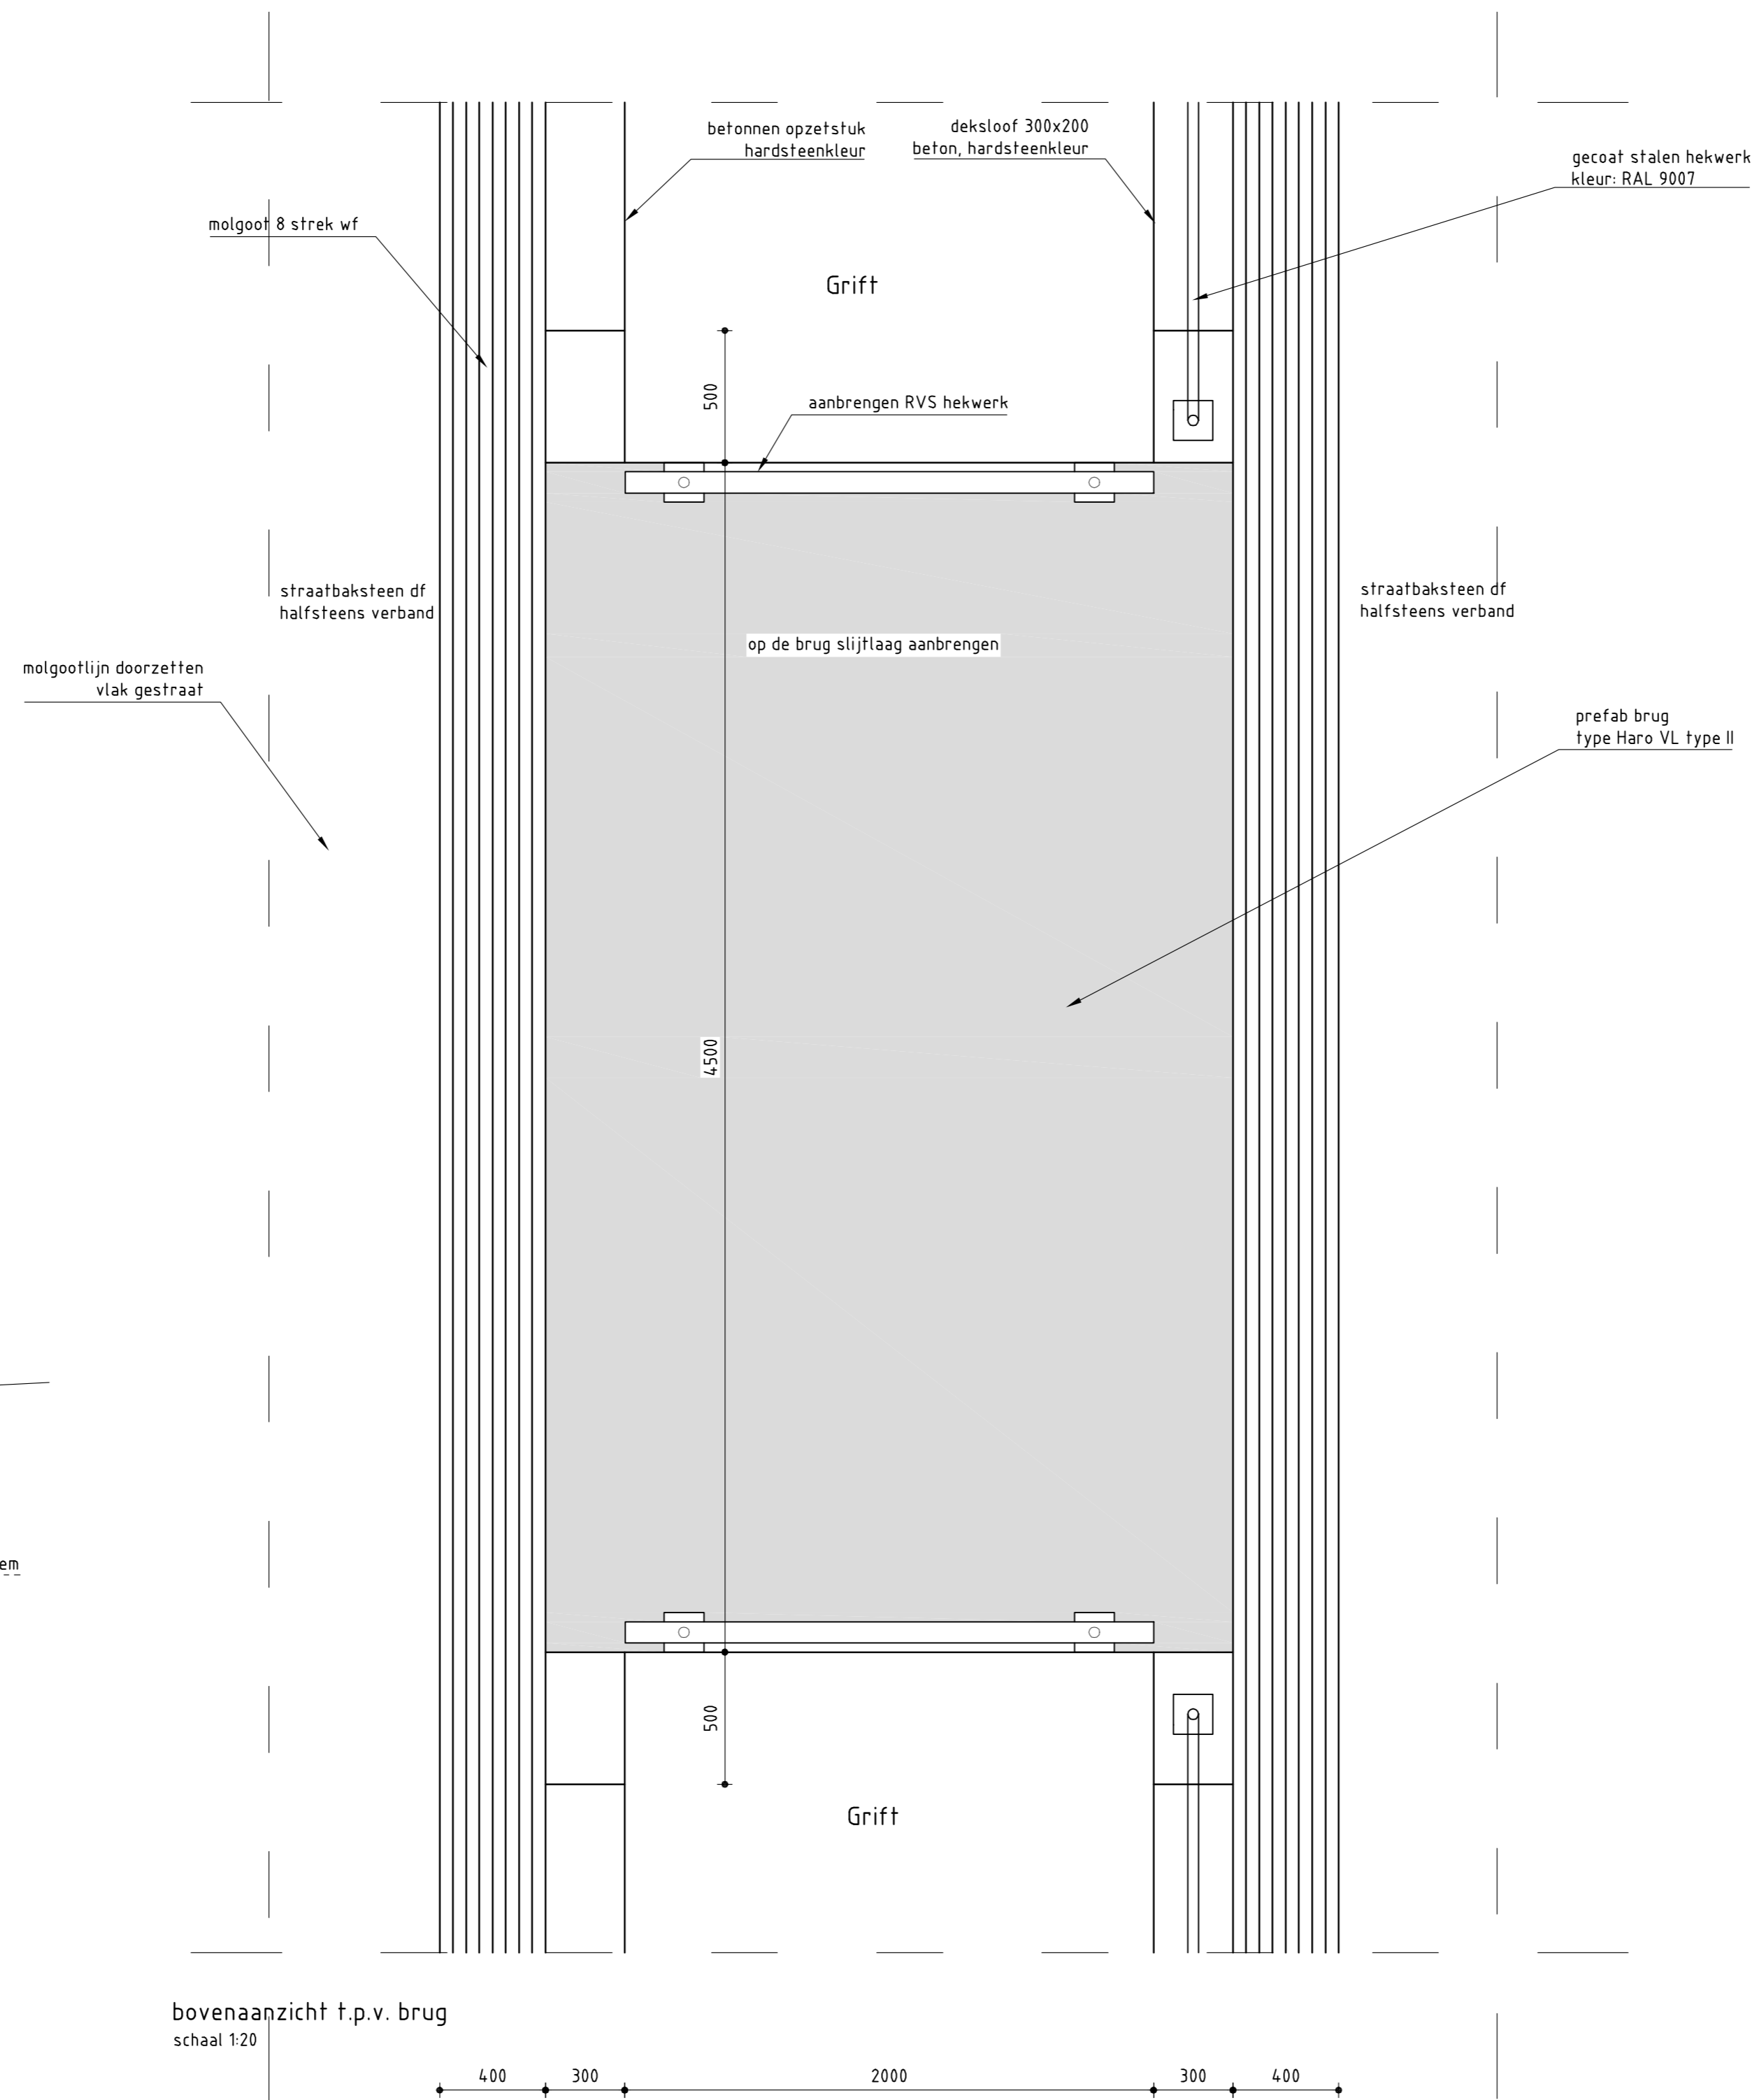 betonnen opzetstuk
hardsteenkleur
deksloof 300x200
beton, hardsteenkleur
gecoat stalen hekwerk
kleur: RAL 9007
molgoot 8 strek wf
Grift
500
aanbrengen RVS hekwerk
straatbaksteen df
halfsteens verband
straatbaksteen df
halfsteens verband
op de brug slijtlaag aanbrengen
molgootlijn doorzetten
vlak gestraat
prefab brug
type Haro VL type II
4500
em
500
Grift
bovenaanzicht t.p.v. brug
schaal 1:20
400
300
2000
300
400